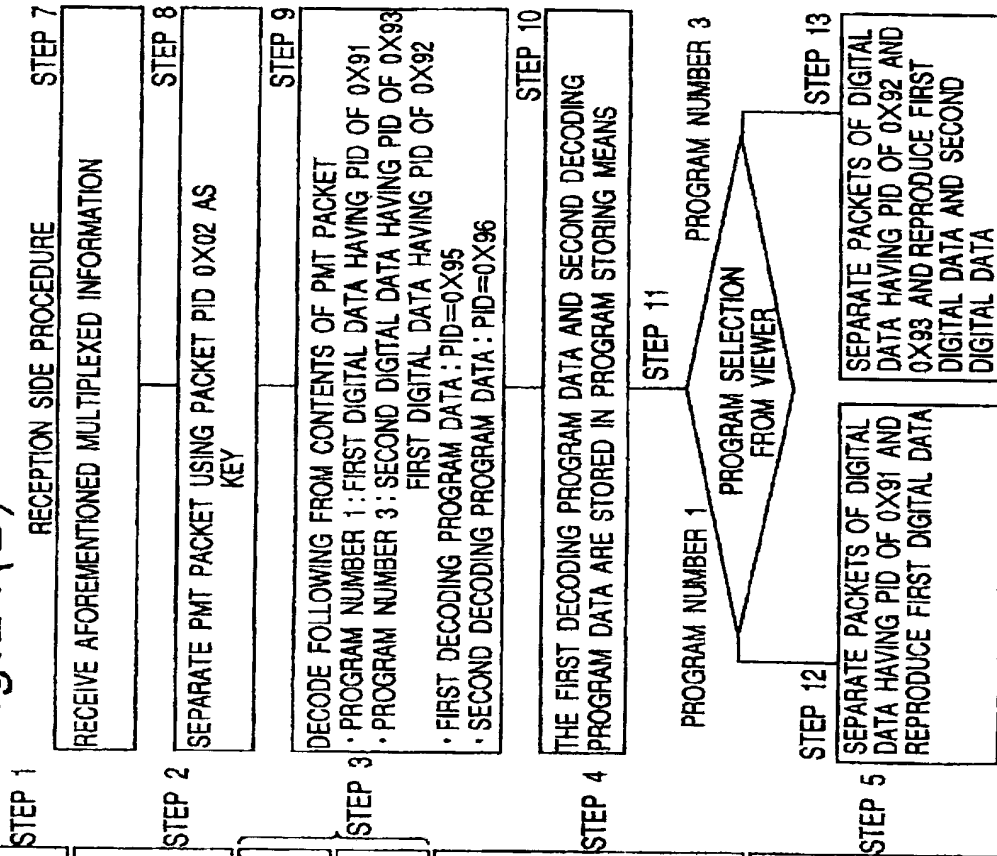 RECEPTION SIDE PROCEDURE
STEP 7
RECEIVE AFOREMENTIONED MULTIPLEXED INFORMATION
STEP 8
SEPARATE PMT PACKET USING PACKET PID 0X02 AS
KEY
STEP 9
DECODE FOLLOWING FROM CONTENTS OF PMT PACKET
· PROGRAM NUMBER 1 : FIRST DIGITAL DATA HAVING PID OF 0X91
· PROGRAM NUMBER 3 : SECOND DIGITAL DATA HAVING PID OF 0X93
FIRST DIGITAL DATA HAVING PID OF 0X92
· FIRST DECODING PROGRAM DATA : PID=0X95
· SECOND DECODING PROGRAM DATA : PID=0X96
STEP 10
THE FIRST DECODING PROGRAM DATA AND SECOND DECODING
PROGRAM DATA ARE STORED IN PROGRAM STORING MEANS
STEP 11
PROGRAM NUMBER 1
PROGRAM SELECTION
FROM VIEWER
PROGRAM NUMBER 3
STEP 12
SEPARATE PACKETS OF DIGITAL
DATA HAVING PID OF 0X91 AND
REPRODUCE FIRST DIGITAL DATA
STEP 13
SEPARATE PACKETS OF DIGITAL
DATA HAVING PID OF 0X92 AND
0X93 AND REPRODUCE FIRST
DIGITAL DATA AND SECOND
DIGITAL DATA
STEP 1
STEP 2
STEP 3
STEP 4
STEP 5